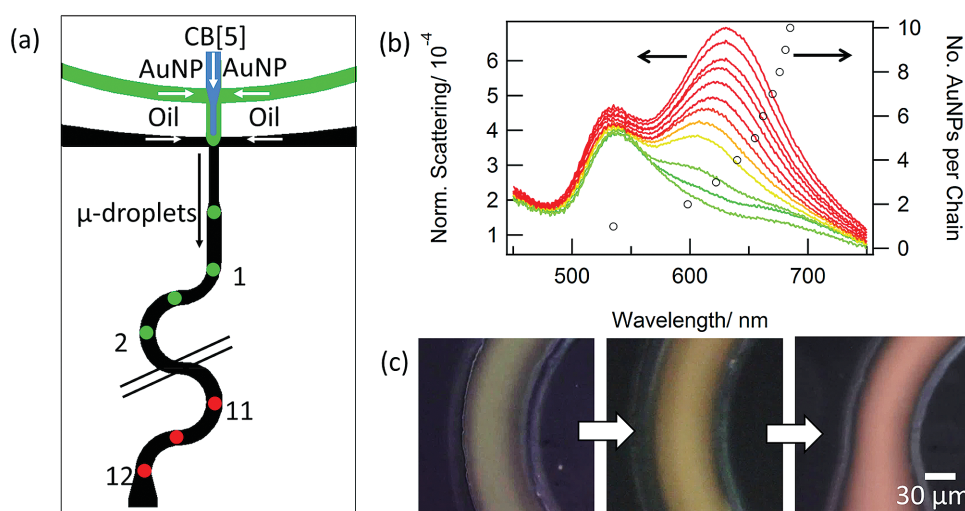 (a)
CB[5]
AuNP AuNP
Oil Oil
μ-droplets
1
2
11
12
(b)
Norm. Scattering/ 10⁻⁴
6
5
4
3
2
1
500 600 700
Wavelength/ nm
10
8
6
4
2
0
No. AuNPs per Chain
(c)
30 μm